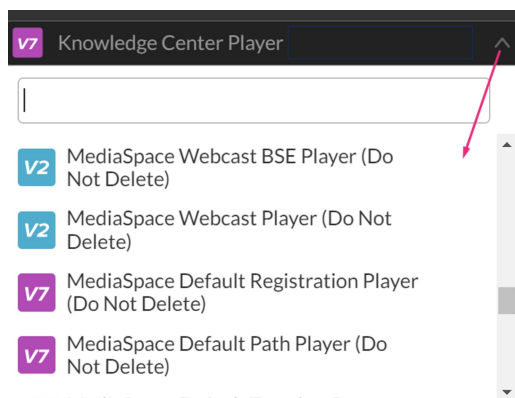 V7 Knowledge Center Player
V2 MediaSpace Webcast BSE Player (Do
Not Delete)
V2 MediaSpace Webcast Player (Do Not
Delete)
V7 MediaSpace Default Registration Player
(Do Not Delete)
V7 MediaSpace Default Path Player (Do
Not Delete)